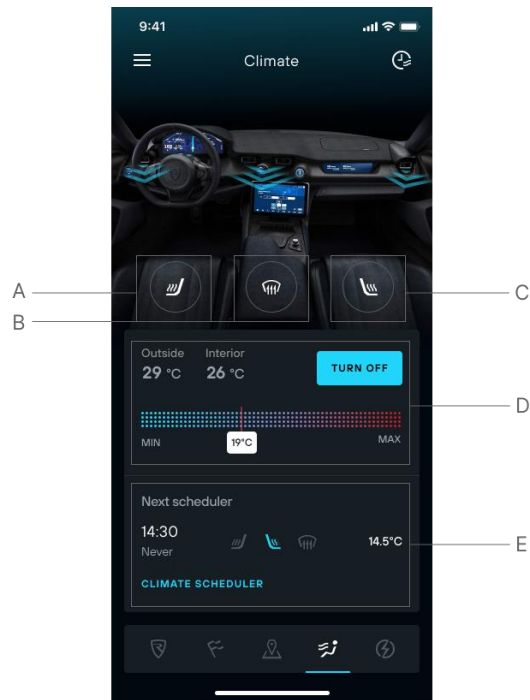 9:41
Climate
A
B
C
Outside Interior
29 °C 26 °C
TURN OFF
D
MIN 19°C MAX
Next scheduler
14:30
Never
14.5°C
E
CLIMATE SCHEDULER